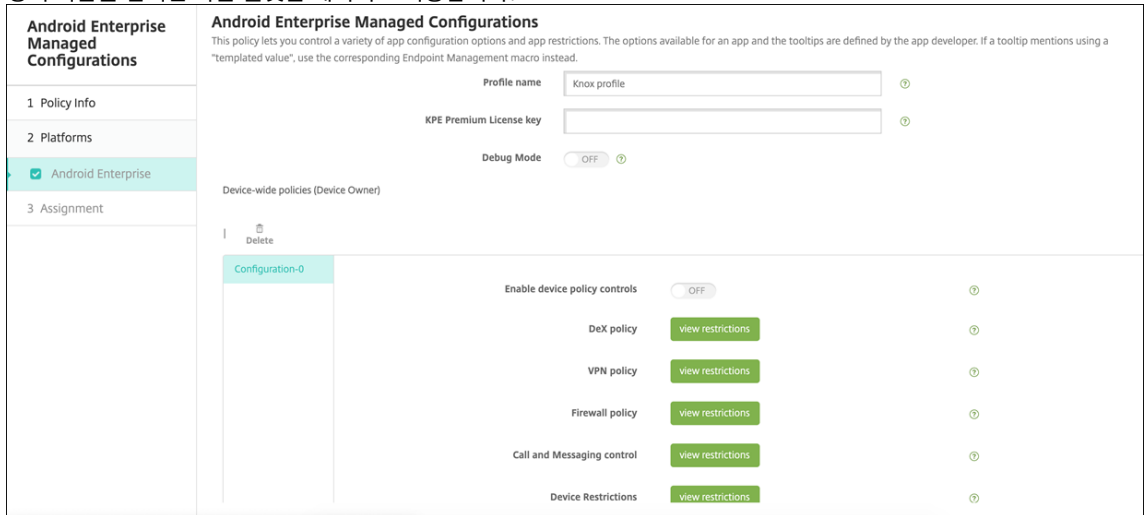 Android Enterprise
Managed
Configurations
1 Policy Info
2 Platforms
Android Enterprise
3 Assignment
Android Enterprise Managed Configurations
This policy lets you control a variety of app configuration options and app restrictions. The options available for an app and the tooltips are defined by the app developer. If a tooltip mentions using a
"templated value", use the corresponding Endpoint Management macro instead.
Profile name Knox profile
KPE Premium License key
Debug Mode OFF
Device-wide policies (Device Owner)
Delete
Configuration-0
Enable device policy controls OFF
DeX policy view restrictions
VPN policy view restrictions
Firewall policy view restrictions
Call and Messaging control view restrictions
Device Restrictions view restrictions